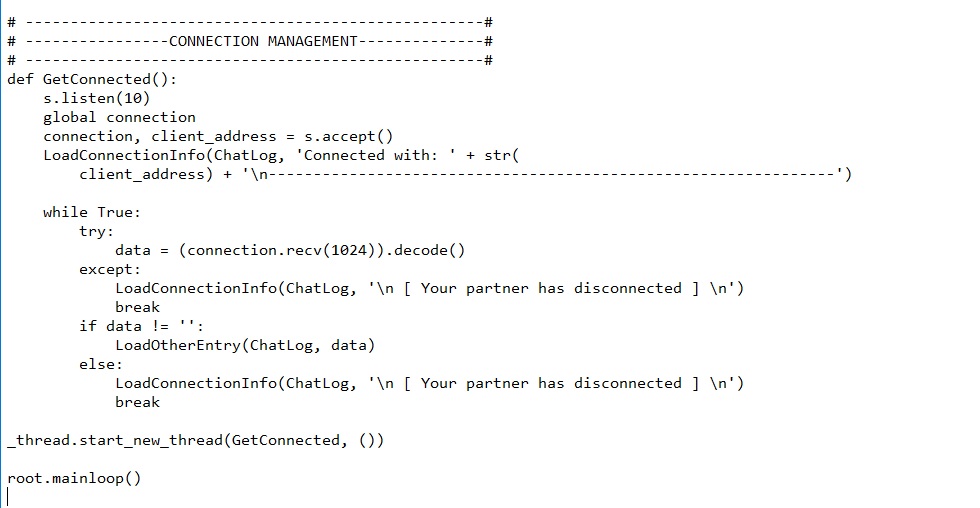 # ---------------------------------------------------#
# ----------------CONNECTION MANAGEMENT--------------#
# ---------------------------------------------------#
def GetConnected():
    s.listen(10)
    global connection
    connection, client_address = s.accept()
    LoadConnectionInfo(ChatLog, 'Connected with: ' + str(
        client_address) + '\n---------------------------------------------------------------')

    while True:
        try:
            data = (connection.recv(1024)).decode()
        except:
            LoadConnectionInfo(ChatLog, '\n [ Your partner has disconnected ] \n')
            break
        if data != '':
            LoadOtherEntry(ChatLog, data)
        else:
            LoadConnectionInfo(ChatLog, '\n [ Your partner has disconnected ] \n')
            break

_thread.start_new_thread(GetConnected, ())

root.mainloop()